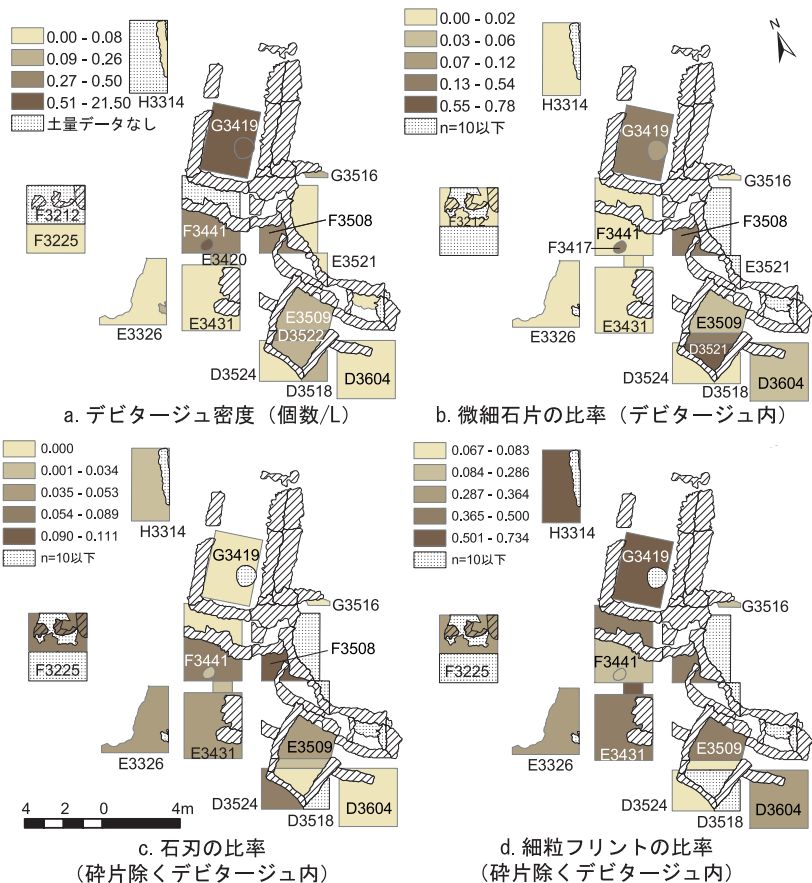 0.00 - 0.08
0.09 - 0.26
0.27 - 0.50
0.51 - 21.50
土量データなし
H3314
G3419
G3516
F3212
F3225
F3508
F3441
E3420
E3521
E3326
E3431
E3509
D3522
D3524
D3518
D3604
a. デビタージュ密度（個数/L）
0.00 - 0.02
0.03 - 0.06
0.07 - 0.12
0.13 - 0.54
0.55 - 0.78
n=10以下
N
H3314
G3419
G3516
F3212
F3508
F3441
F3417
E3521
E3326
E3431
E3509
D3521
D3524
D3518
D3604
b. 微細石片の比率（デビタージュ内）
0.000
0.001 - 0.034
0.035 - 0.053
0.054 - 0.089
0.090 - 0.111
n=10以下
H3314
G3419
G3516
F3508
F3225
F3441
E3326
E3431
E3509
D3524
D3518
D3604
4 2 0 4m
c. 石刃の比率
（砕片除くデビタージュ内）
0.067 - 0.083
0.084 - 0.286
0.287 - 0.364
0.365 - 0.500
0.501 - 0.734
n=10以下
H3314
G3419
G3516
F3508
F3225
F3441
E3326
E3431
E3509
D3524
D3518
D3604
d. 細粒フリントの比率
（砕片除くデビタージュ内）